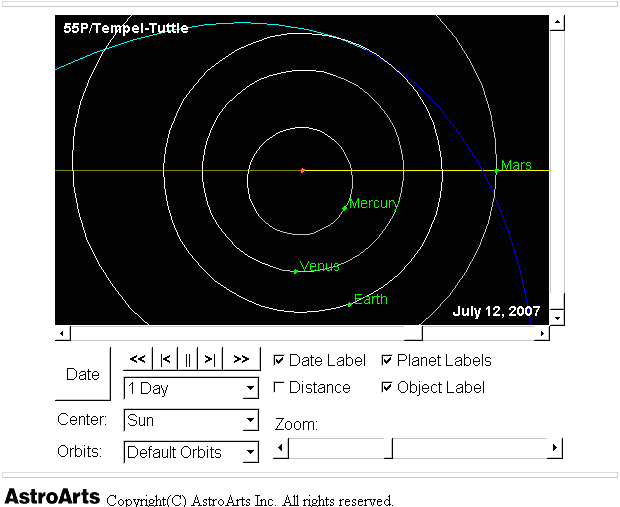 55P/Tempel-Tuttle
Mars
Mercury
Venus
Earth
July 12, 2007
Date
<< |< || >| >>
Date Label
Planet Labels
1 Day
Distance
Object Label
Center:
Sun
Zoom:
Orbits:
Default Orbits
AstroArts Copyright(C) AstroArts Inc. All rights reserved.